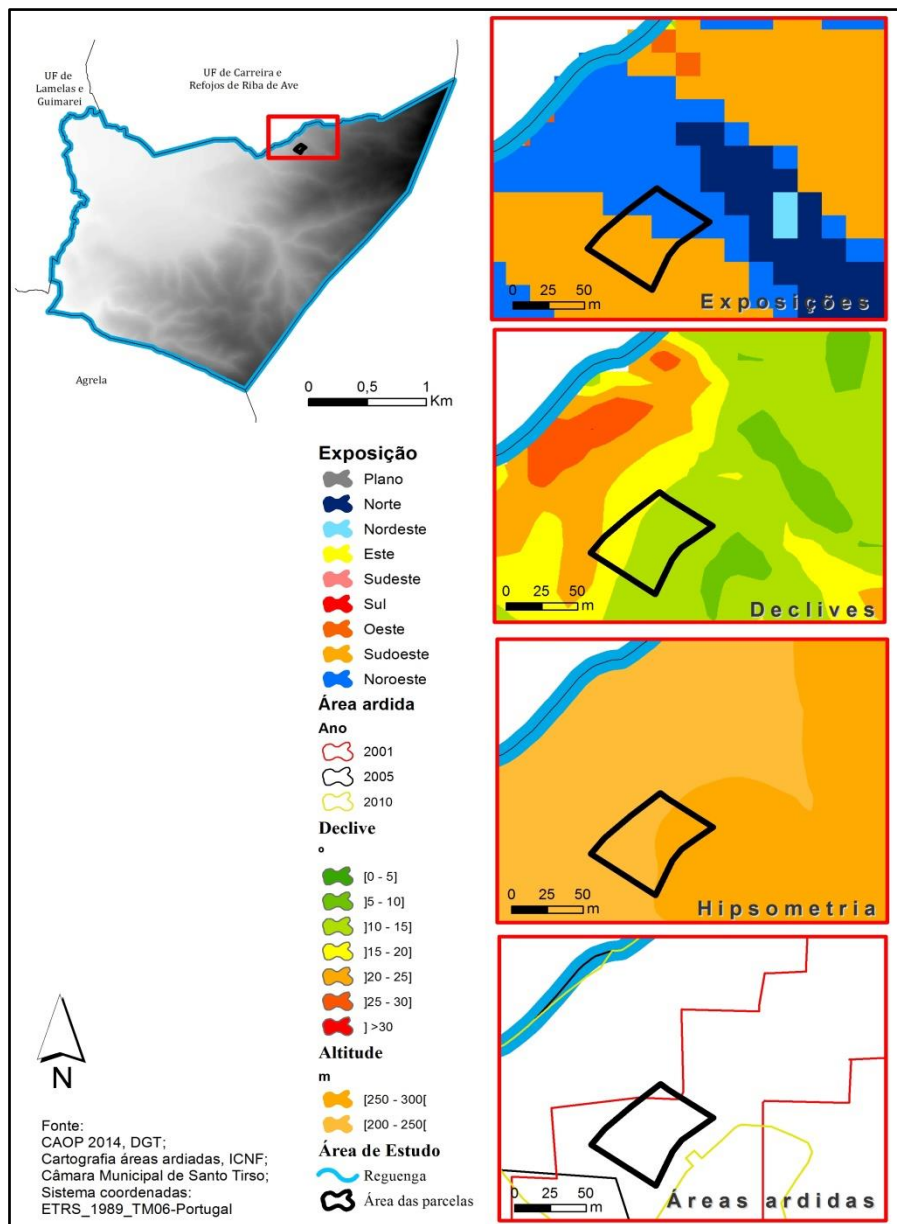 UF de
Lamelas e
Guimarei
UF de Carreira e
Refojos de Riba de Ave
Agrela
0 0,5 1
Km
Exposição
Plano
Norte
Nordeste
Este
Sudeste
Sul
Oeste
Sudoeste
Noroeste
Área ardida
Ano
2001
2005
2010
Declive
º
[0 - 5]
]5 - 10]
]10 - 15]
]15 - 20]
]20 - 25]
]25 - 30]
] >30
Altitude
m
[250 - 300[
[200 - 250[
Área de Estudo
Reguenga
Área das parcelas
N
Fonte:
CAOP 2014, DGT;
Cartografia áreas ardiadas, ICNF;
Câmara Municipal de Santo Tirso;
Sistema coordenadas:
ETRS_1989_TM06-Portugal
0 25 50
m
Exposições
0 25 50
m
Declives
0 25 50
m
Hipsometria
0 25 50
m
Áreas ardidas